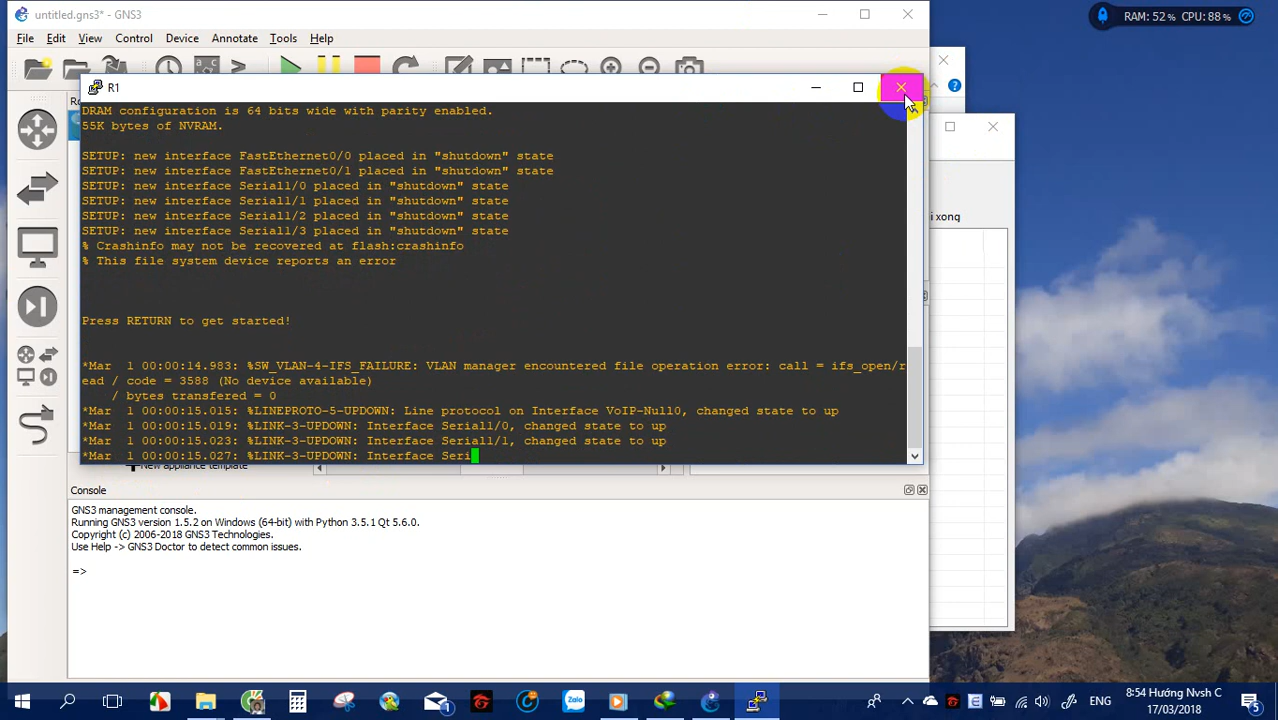 untitled.gns3* - GNS3
RAM: 52 % CPU: 88 %
File Edit View Control Device Annotate Tools Help
R1
DRAM configuration is 64 bits wide with parity enabled.
55K bytes of NVRAM.
SETUP: new interface FastEthernet0/0 placed in "shutdown" state
SETUP: new interface FastEthernet0/1 placed in "shutdown" state
SETUP: new interface Serial1/0 placed in "shutdown" state
SETUP: new interface Serial1/1 placed in "shutdown" state
SETUP: new interface Serial1/2 placed in "shutdown" state
SETUP: new interface Serial1/3 placed in "shutdown" state
% Crashinfo may not be recovered at flash:crashinfo
% This file system device reports an error
i xong
Press RETURN to get started!
*Mar  1 00:00:14.983: %SW_VLAN-4-IFS_FAILURE: VLAN manager encountered file operation error: call = ifs_open/r
ead / code = 3588 (No device available)
/ bytes transfered = 0
*Mar  1 00:00:15.015: %LINEPROTO-5-UPDOWN: Line protocol on Interface VoIP-Null0, changed state to up
*Mar  1 00:00:15.019: %LINK-3-UPDOWN: Interface Serial1/0, changed state to up
*Mar  1 00:00:15.023: %LINK-3-UPDOWN: Interface Serial1/1, changed state to up
*Mar  1 00:00:15.027: %LINK-3-UPDOWN: Interface Seri
New appliance template
Console
GNS3 management console.
Running GNS3 version 1.5.2 on Windows (64-bit) with Python 3.5.1 Qt 5.6.0.
Copyright (c) 2006-2018 GNS3 Technologies.
Use Help -> GNS3 Doctor to detect common issues.
=>
Zalo
ENG
8:54 Hướng Nvsh C
17/03/2018
5